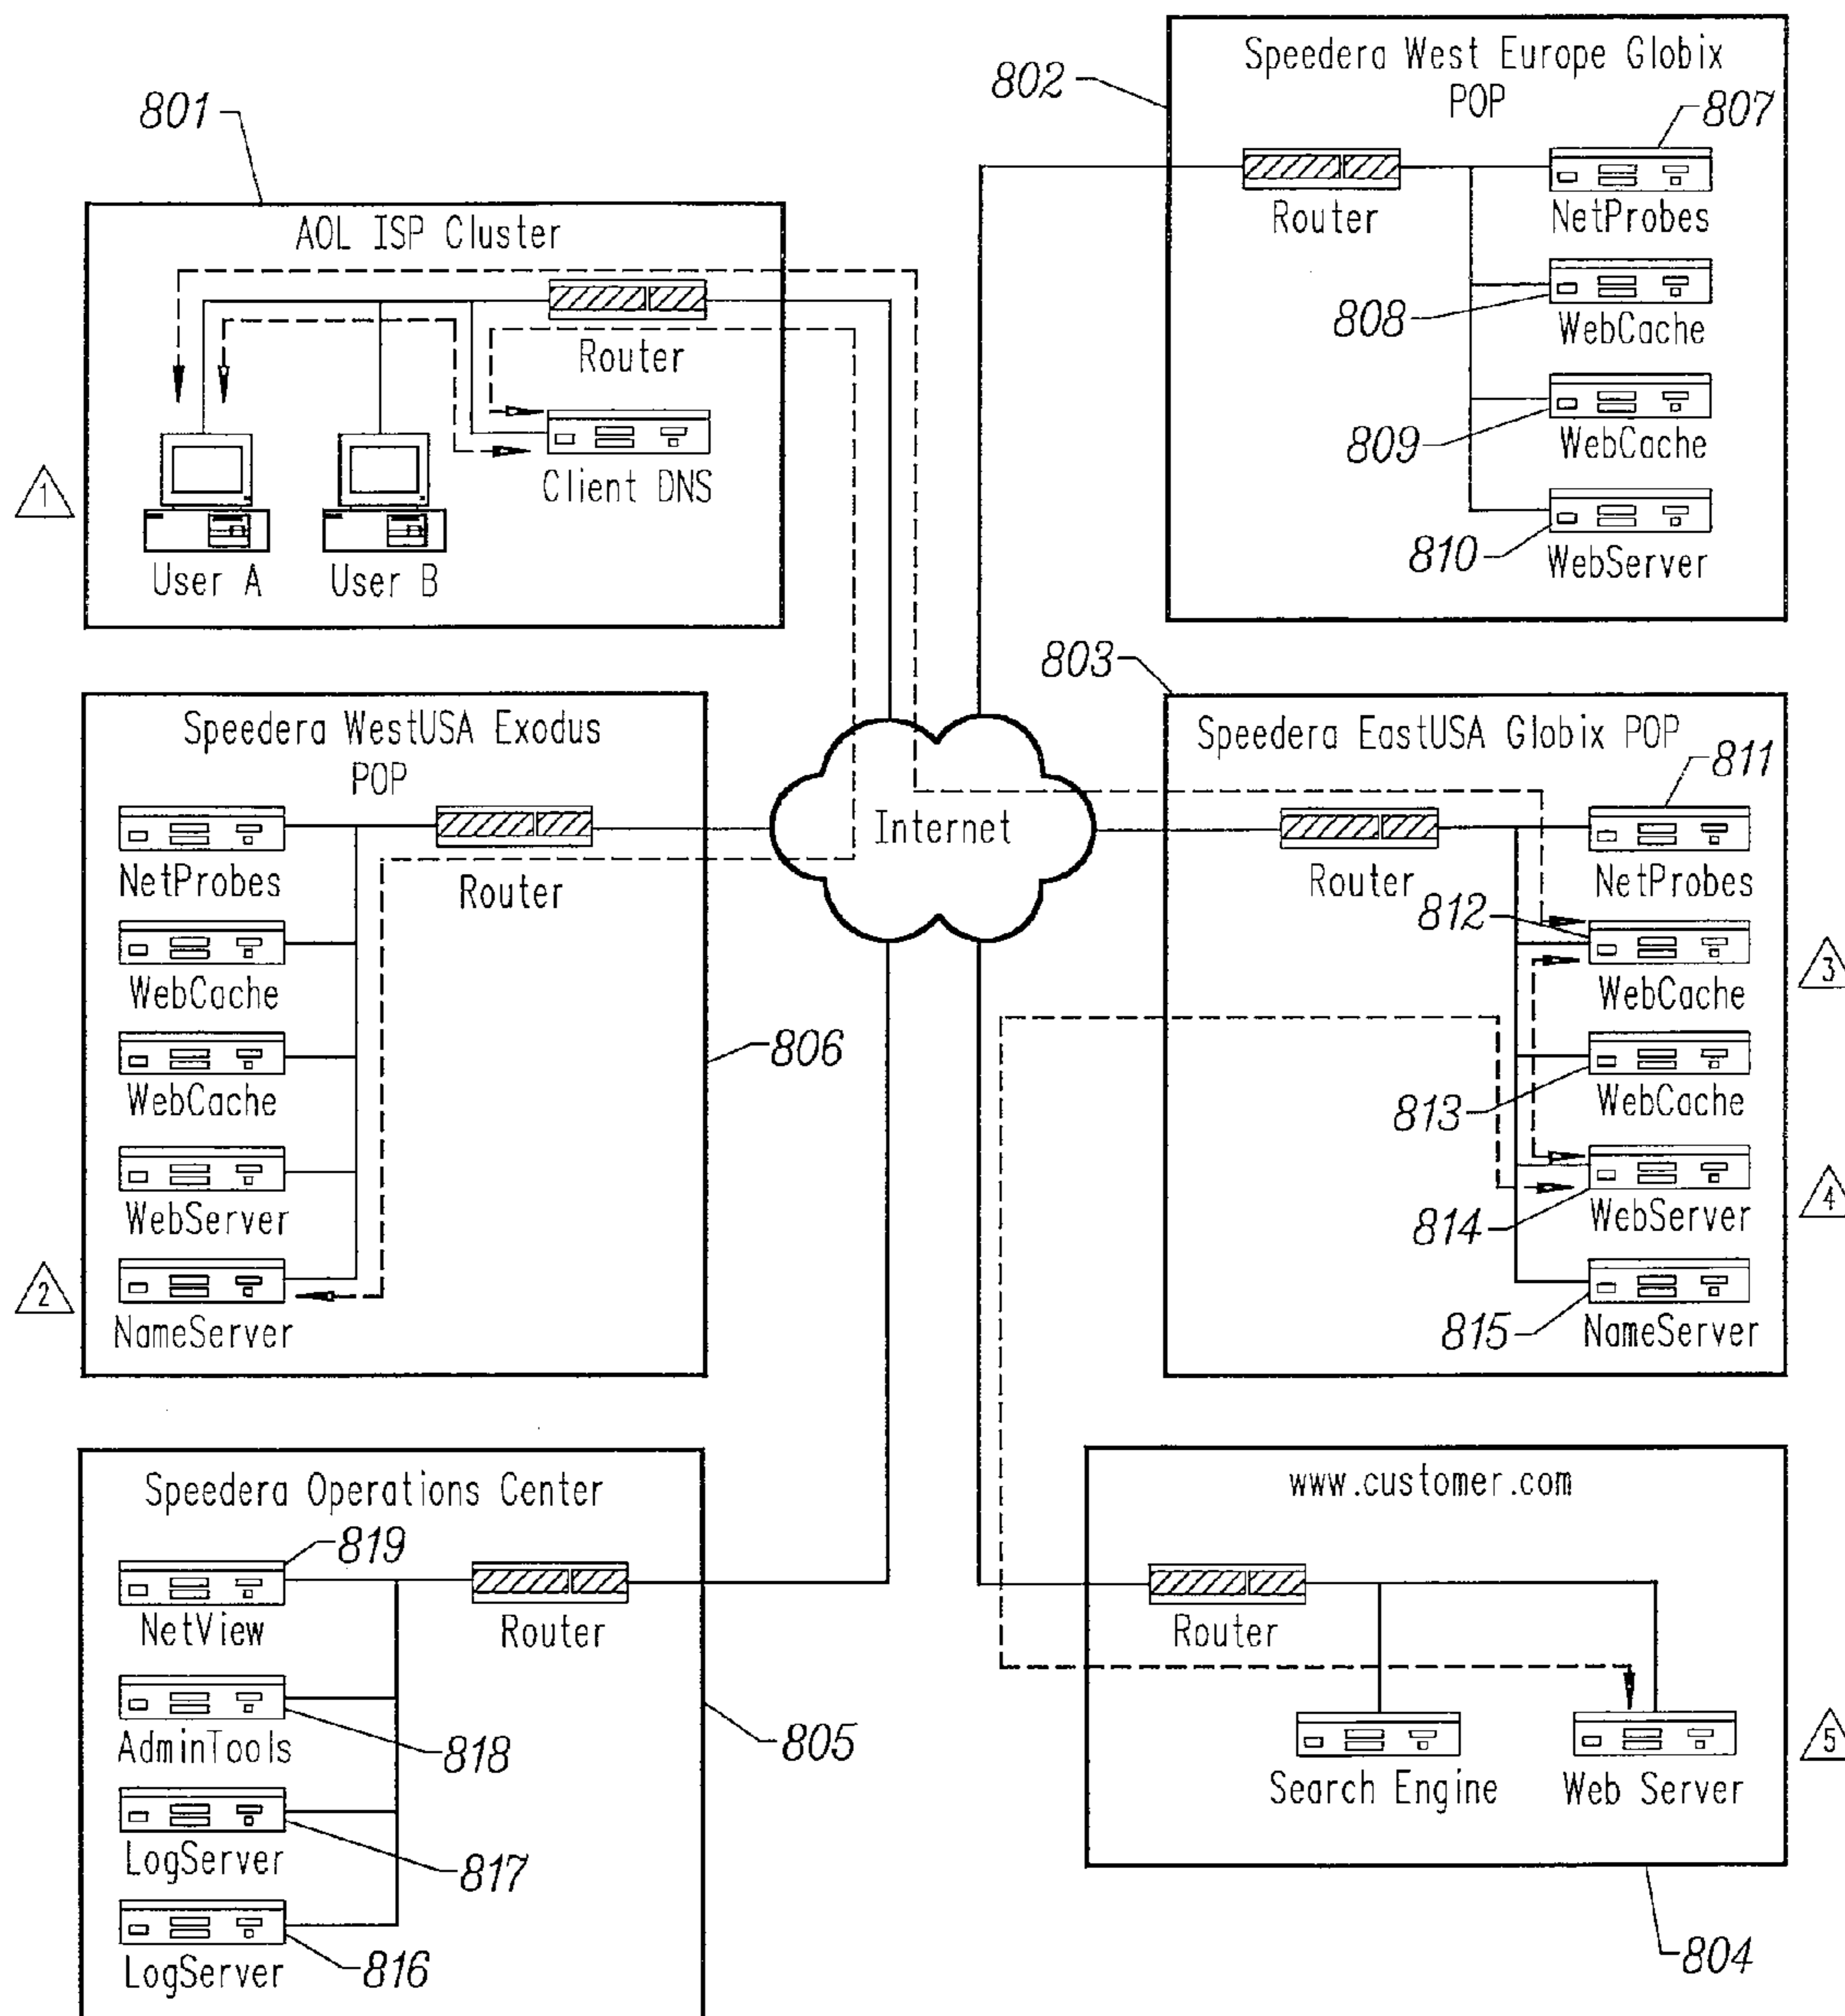 801
AOL ISP Cluster
Router
Client DNS
1
User A
User B
802
Speedera West Europe Globix
POP
807
Router
NetProbes
808
WebCache
809
WebCache
810
WebServer
Speedera WestUSA Exodus
POP
NetProbes
Router
WebCache
WebCache
806
WebServer
2
NameServer
Internet
803
Speedera EastUSA Globix POP
811
Router
NetProbes
812
WebCache
3
813
WebCache
814
WebServer
4
815
NameServer
Speedera Operations Center
819
NetView
Router
AdminTools
818
805
LogServer
817
LogServer
816
www.customer.com
Router
Search Engine
Web Server
5
804